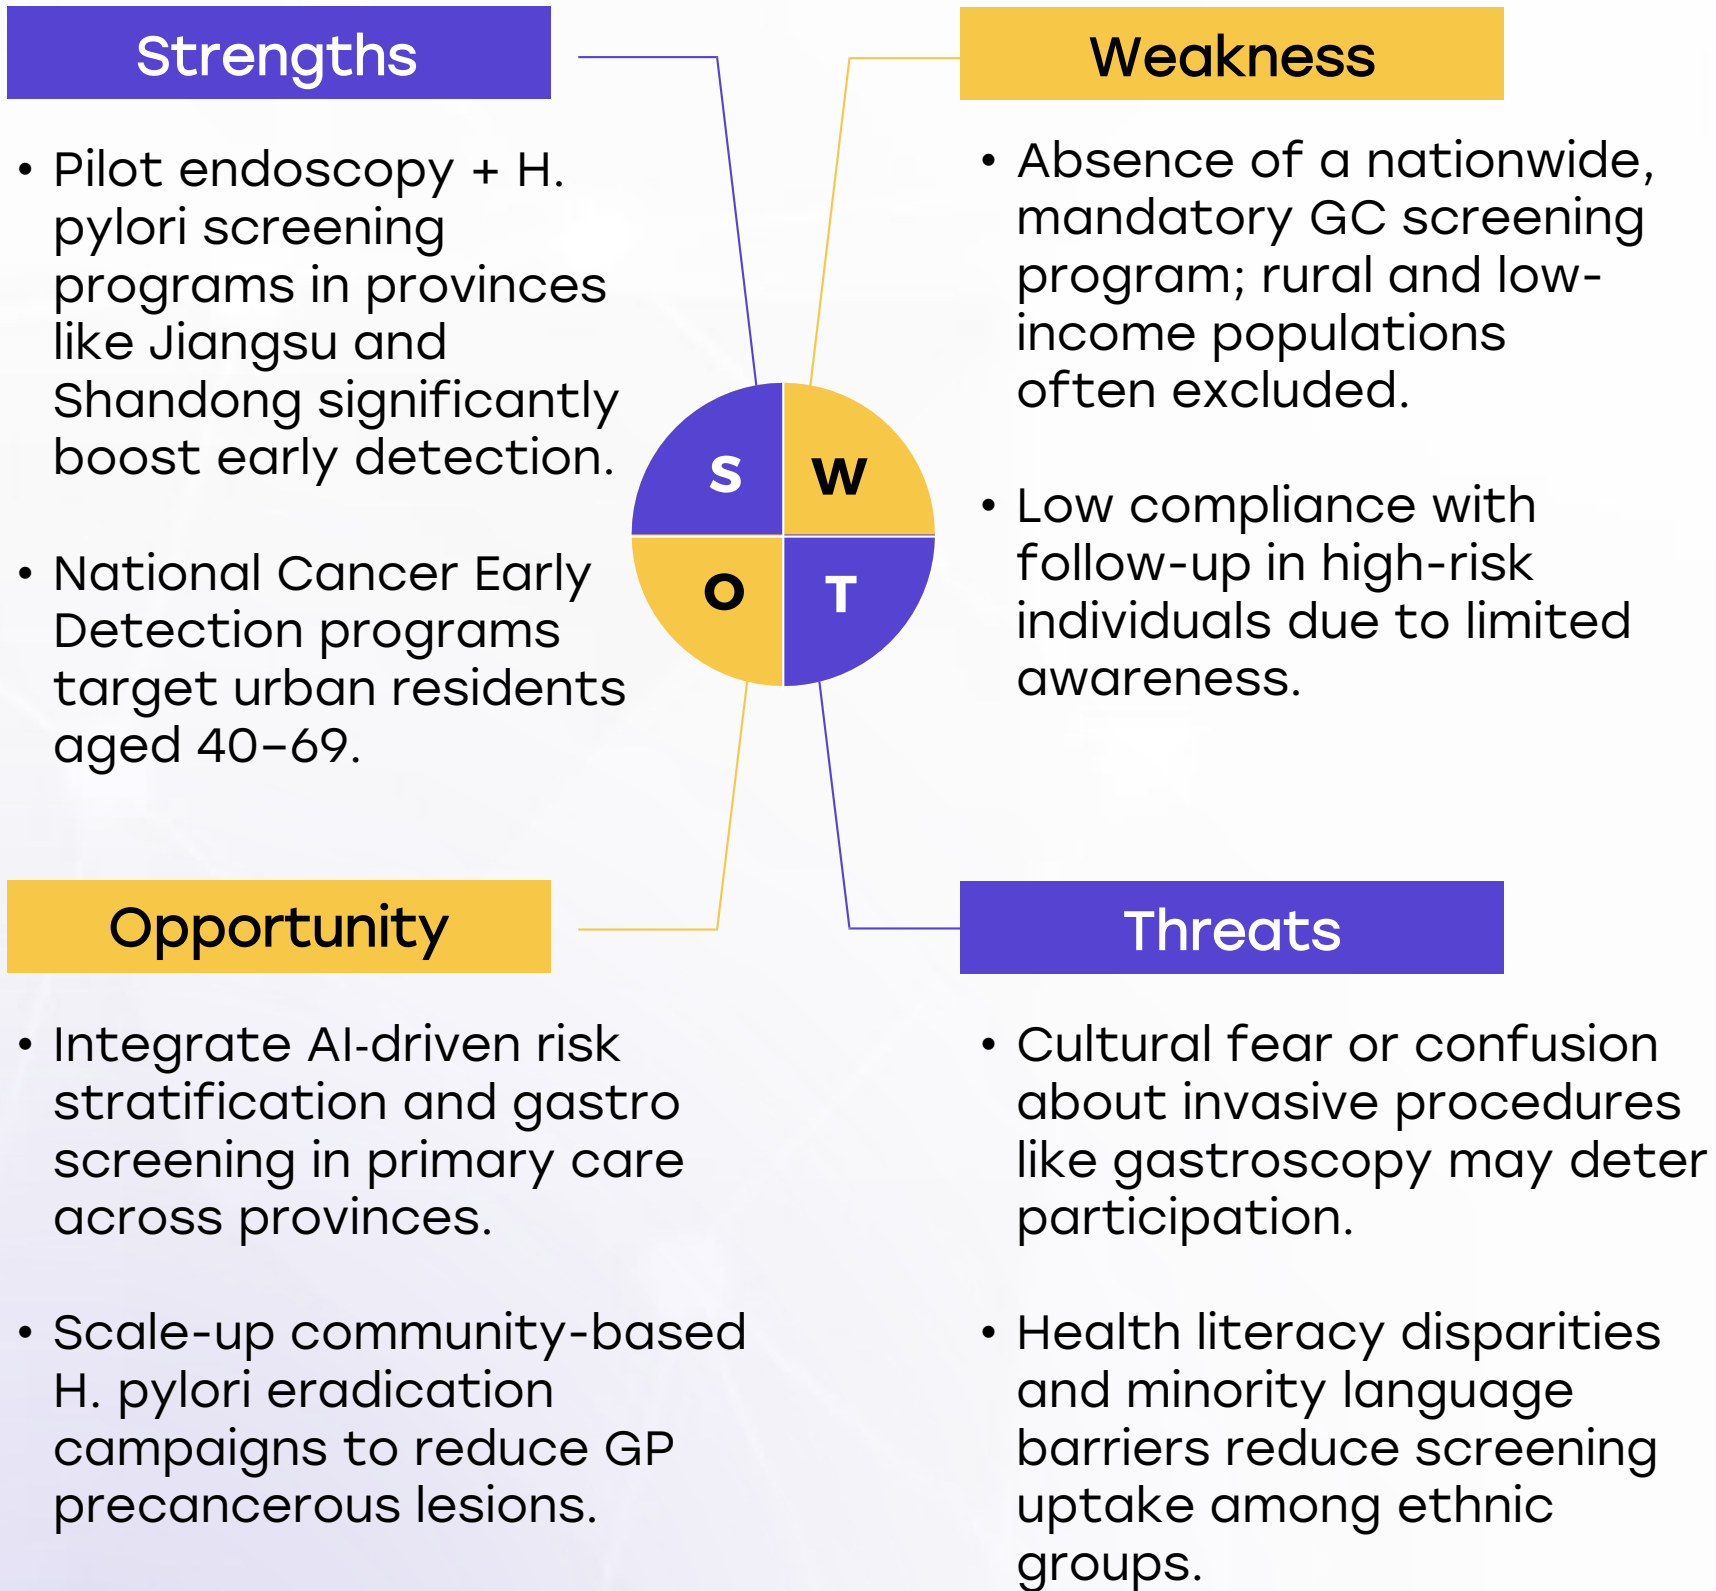 Strengths
• Pilot endoscopy + H.
pylori screening
programs in provinces
like Jiangsu and
Shandong significantly
boost early detection.
• National Cancer Early
Detection programs
target urban residents
aged 40–69.
Weakness
• Absence of a nationwide,
mandatory GC screening
program; rural and low-
income populations
often excluded.
• Low compliance with
follow-up in high-risk
individuals due to limited
awareness.
S
W
O
T
Opportunity
• Integrate AI-driven risk
stratification and gastro
screening in primary care
across provinces.
• Scale-up community-based
H. pylori eradication
campaigns to reduce GP
precancerous lesions.
Threats
• Cultural fear or confusion
about invasive procedures
like gastroscopy may deter
participation.
• Health literacy disparities
and minority language
barriers reduce screening
uptake among ethnic
groups.